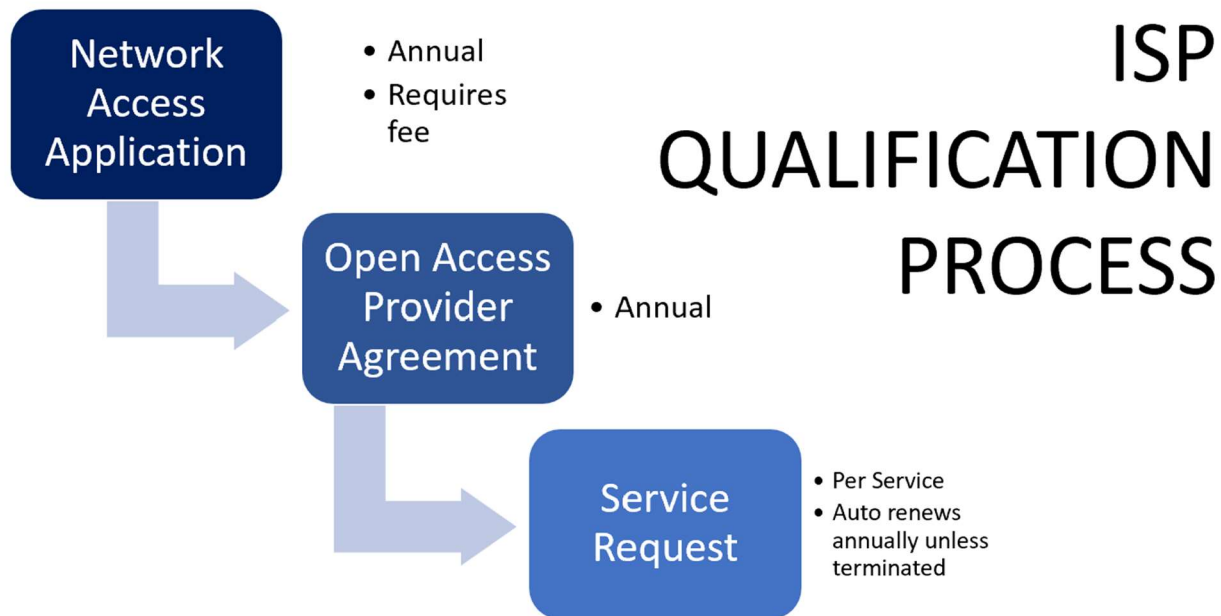 ISP
QUALIFICATION
PROCESS
Network
Access
Application
• Annual
• Requires
fee
Open Access
Provider
Agreement
• Annual
Service
Request
• Per Service
• Auto renews
annually unless
terminated